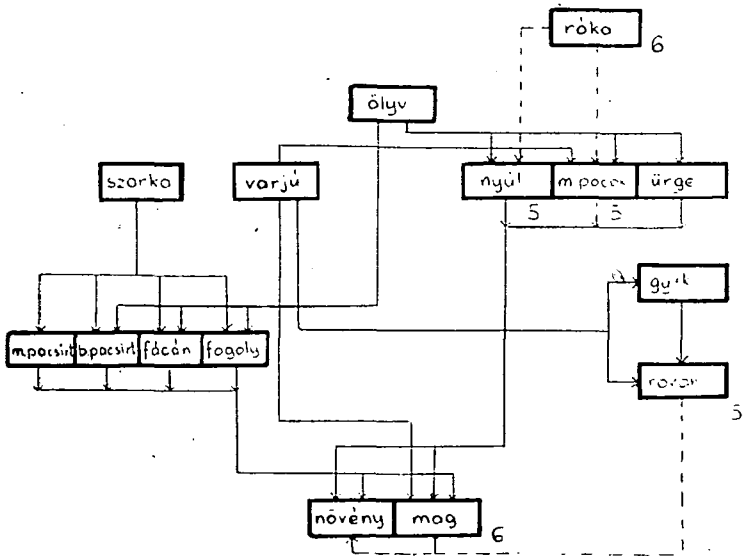 róka
6
ölyv
szarka
varjú
nyúl
m.pocok
ürge
5
5
gyík
m.pacsirt
b.pacsirt
fácán
fogoly
rovar
5
növény
mag
6